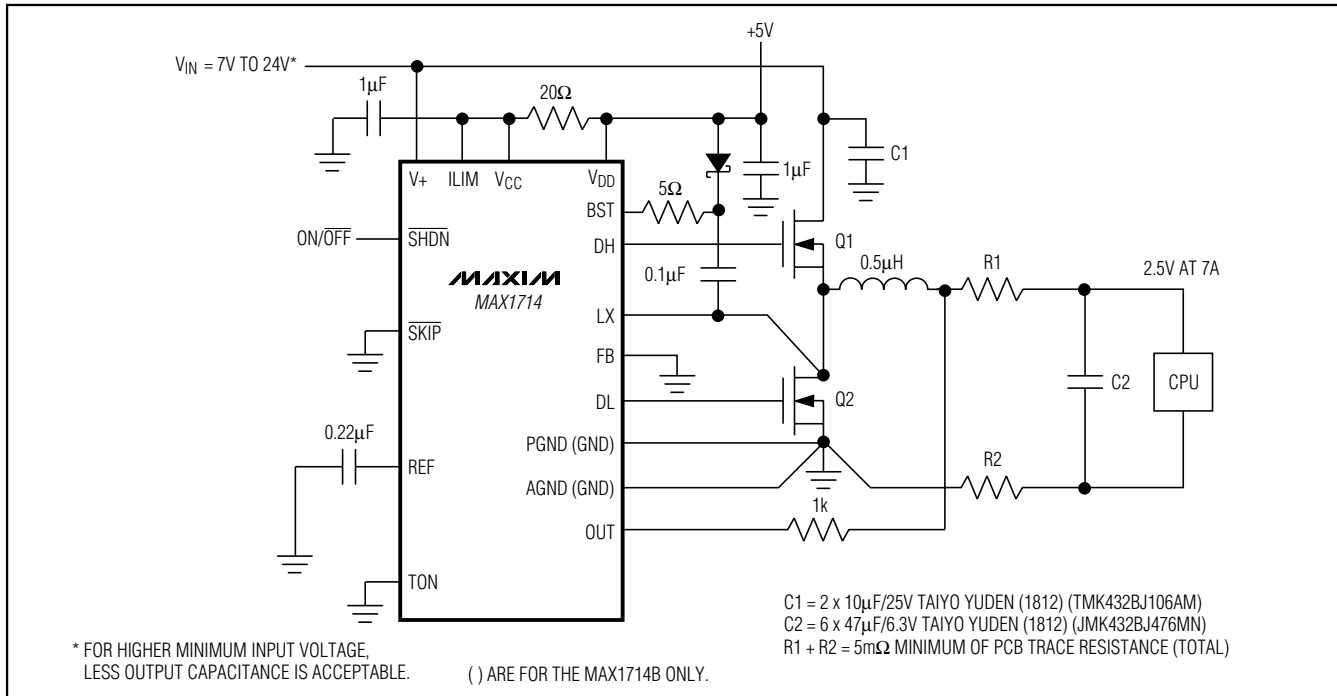 +5V
VIN = 7V TO 24V*
1µF
20Ω
C1
1µF
V+
ILIM
VCC
VDD
5Ω
BST
ON/OFF
SHDN
DH
Q1
MAXIM
MAX1714
0.1µF
0.5µH
R1
2.5V AT 7A
LX
SKIP
FB
C2
CPU
DL
Q2
0.22µF
PGND (GND)
REF
R2
AGND (GND)
1k
OUT
TON
C1 = 2 x 10µF/25V TAIYO YUDEN (1812) (TMK432BJ106AM)
C2 = 6 x 47µF/6.3V TAIYO YUDEN (1812) (JMK432BJ476MN)
R1 + R2 = 5mΩ MINIMUM OF PCB TRACE RESISTANCE (TOTAL)
* FOR HIGHER MINIMUM INPUT VOLTAGE,
LESS OUTPUT CAPACITANCE IS ACCEPTABLE.
( ) ARE FOR THE MAX1714B ONLY.